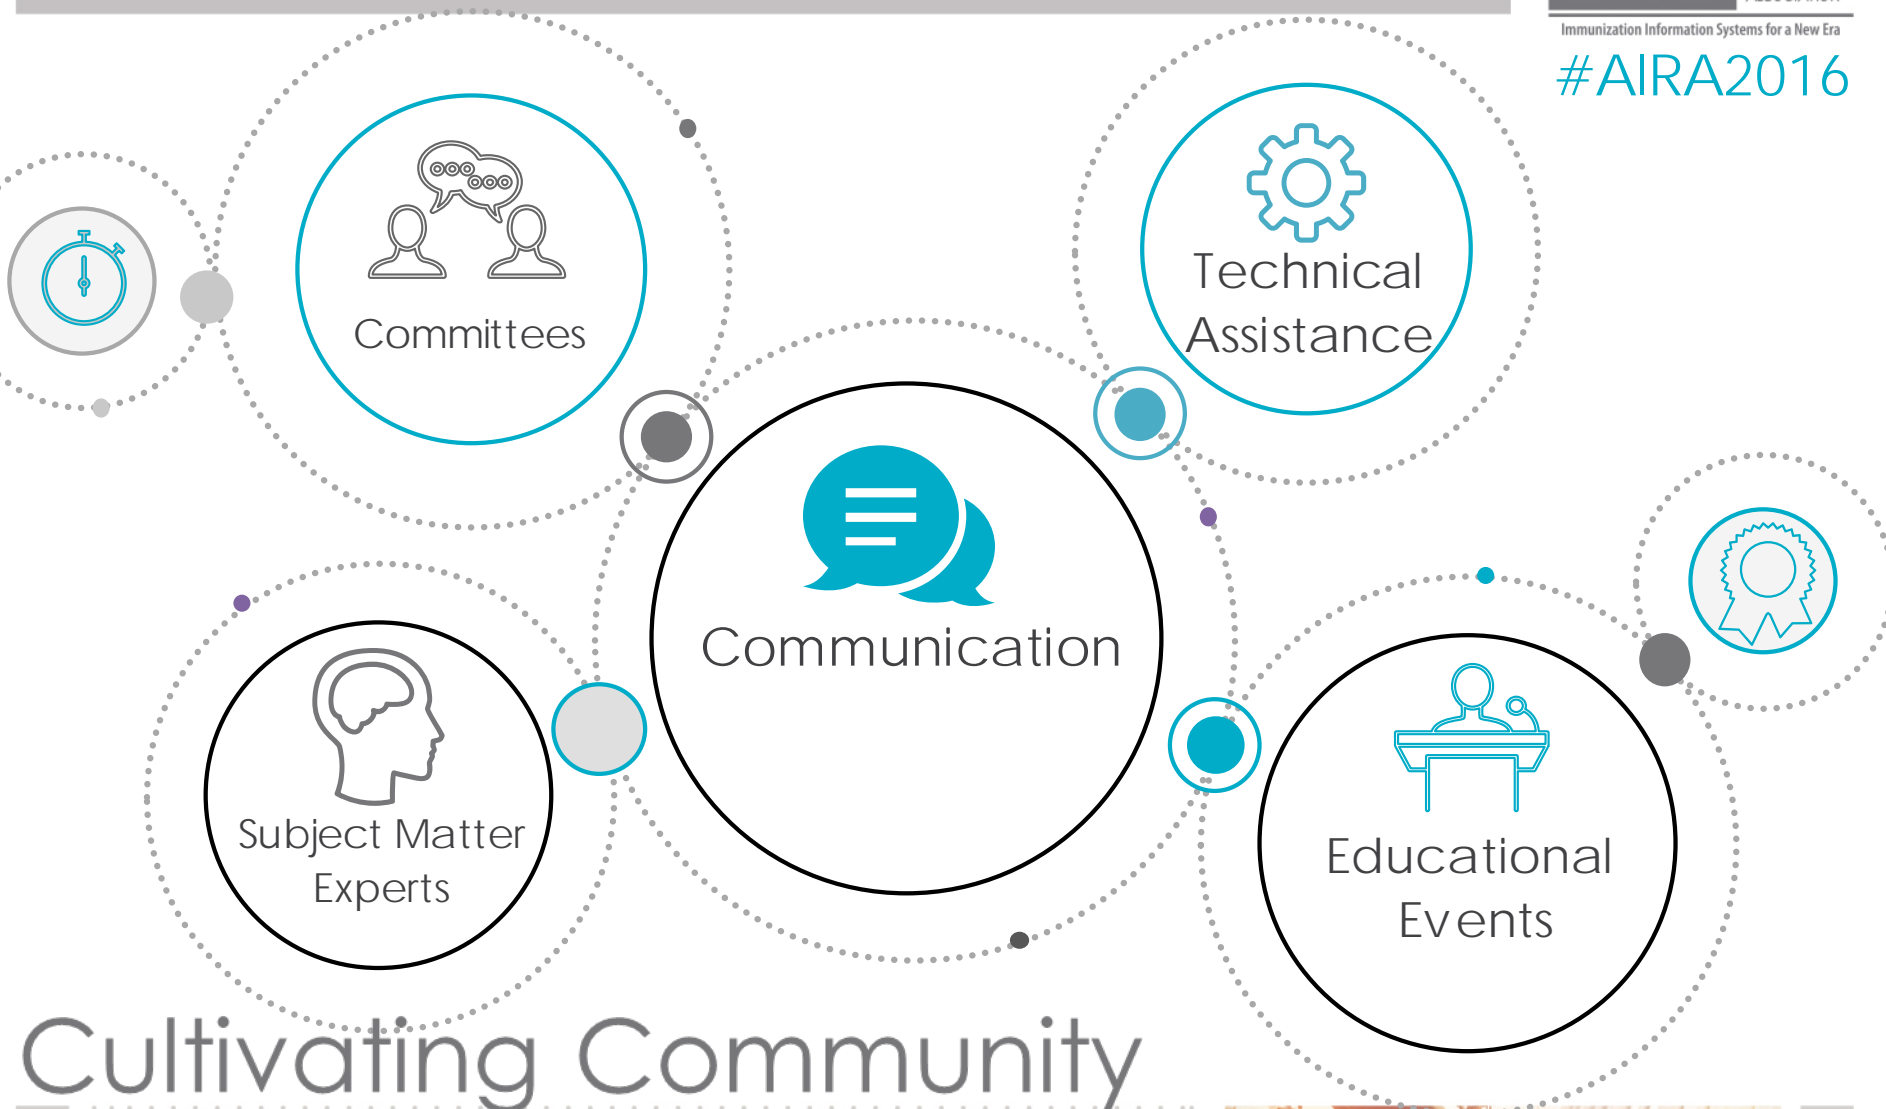 Immunization Information Systems for a New Era
#AIRA2016
Committees
Technical
Assistance
Communication
Subject Matter
Experts
Educational
Events
Cultivating Community